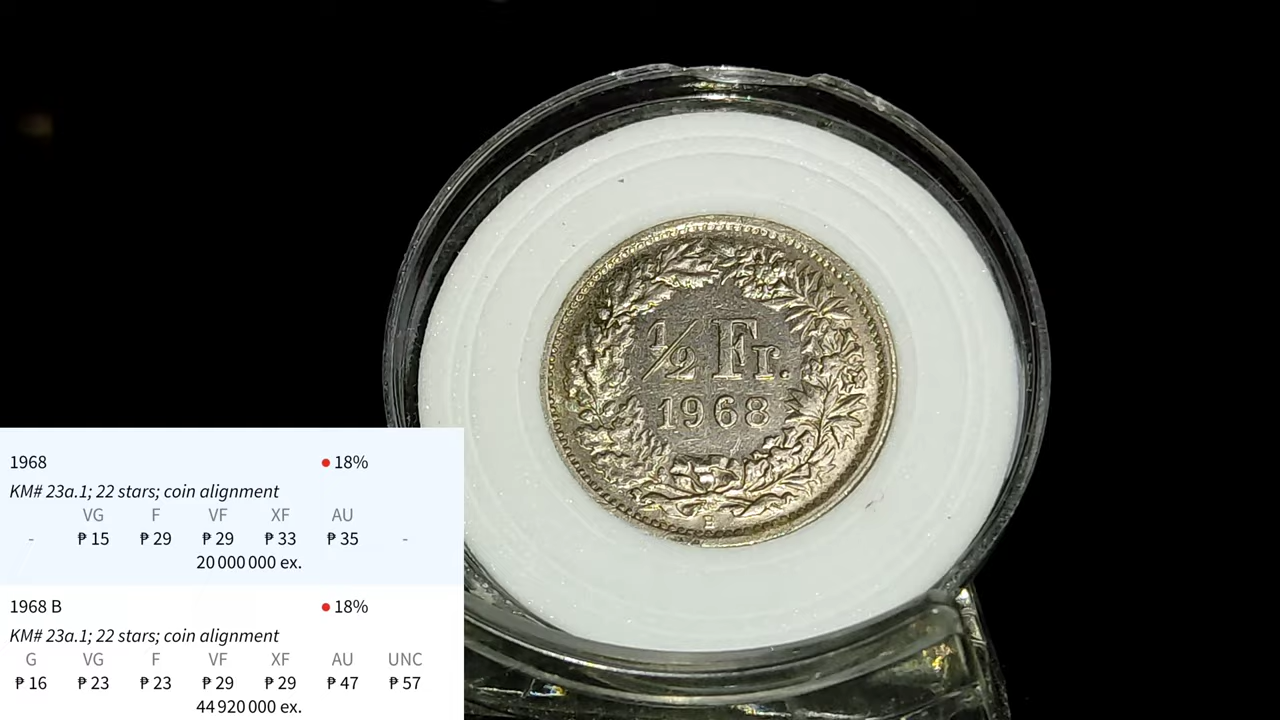 ½ Fr.
1968
B
1968 18%
KM# 23a.1; 22 stars; coin alignment
VG F VF XF AU
- ₱ 15 ₱ 29 ₱ 29 ₱ 33 ₱ 35 -
20 000 000 ex.
1968 B 18%
KM# 23a.1; 22 stars; coin alignment
G VG F VF XF AU UNC
₱ 16 ₱ 23 ₱ 23 ₱ 29 ₱ 29 ₱ 47 ₱ 57
44 920 000 ex.